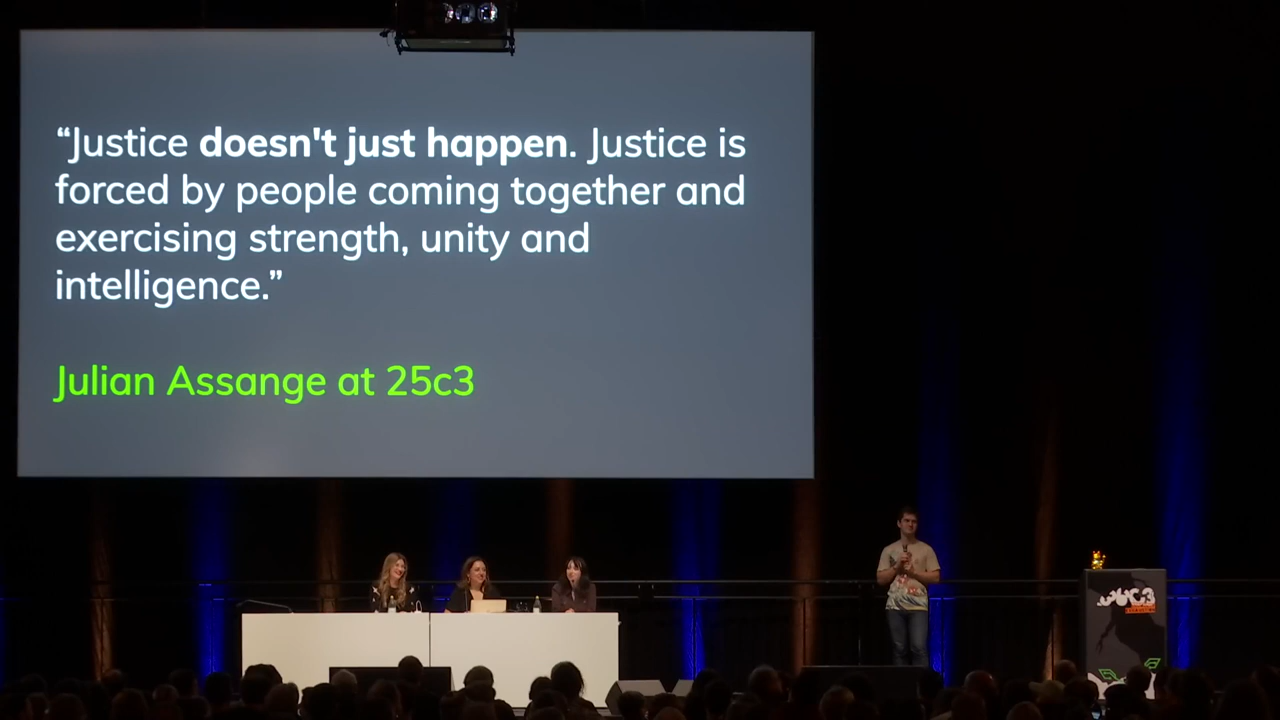 “Justice doesn't just happen. Justice is
forced by people coming together and
exercising strength, unity and
intelligence.”
Julian Assange at 25c3